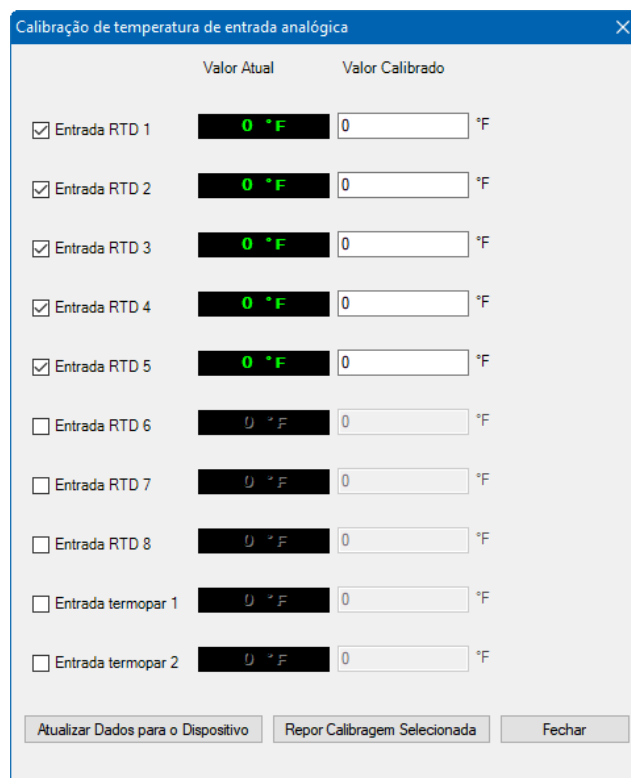 Calibração de temperatura de entrada analógica
Valor Atual Valor Calibrado
Entrada RTD 1 0 °F 0 °F
Entrada RTD 2 0 °F 0 °F
Entrada RTD 3 0 °F 0 °F
Entrada RTD 4 0 °F 0 °F
Entrada RTD 5 0 °F 0 °F
Entrada RTD 6 0 °F 0 °F
Entrada RTD 7 0 °F 0 °F
Entrada RTD 8 0 °F 0 °F
Entrada termopar 1 0 °F 0 °F
Entrada termopar 2 0 °F 0 °F
Atualizar Dados para o Dispositivo Repor Calibragem Selecionada Fechar